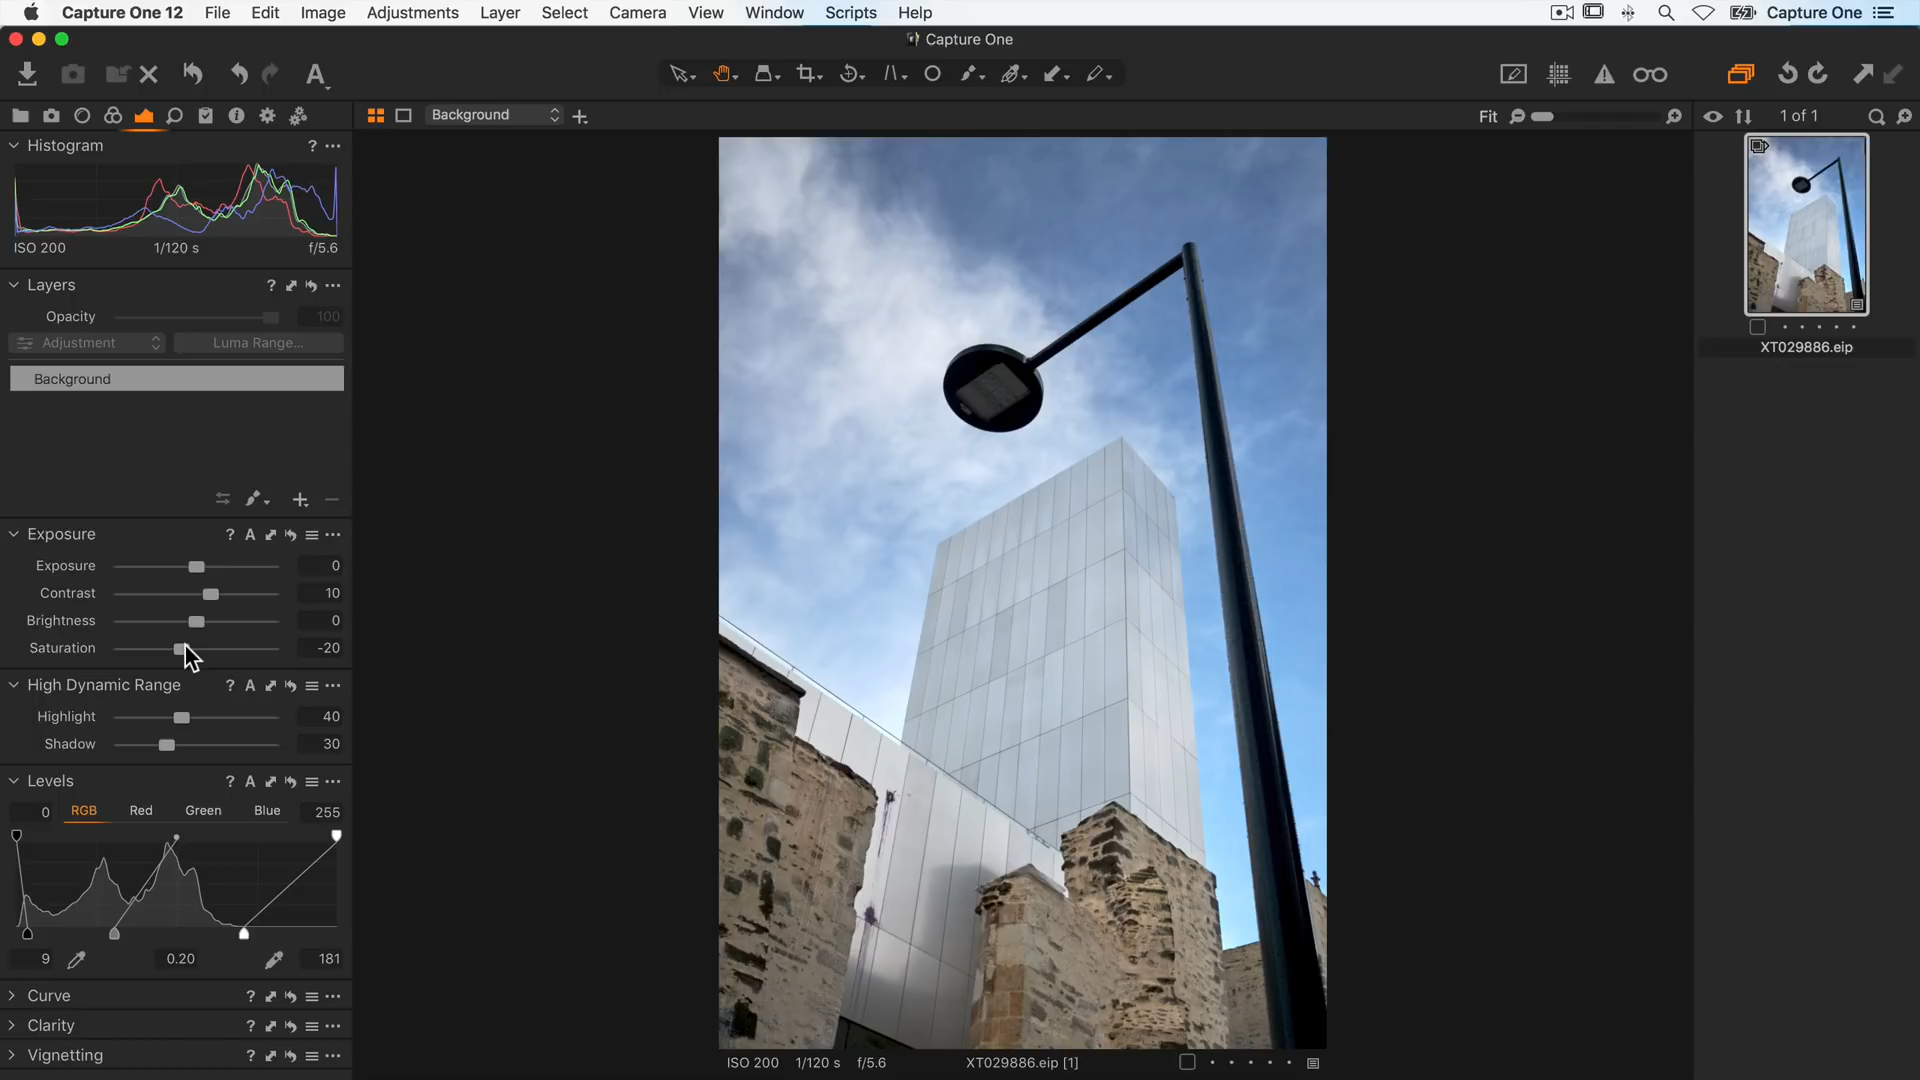 Capture One 12 File Edit Image Adjustments Layer Select Camera View Window Scripts Help Capture One
Capture One
A
Background Fit 1 of 1
Histogram ?
ISO 200 1/120 s f/5.6
Layers ?
Opacity 100
Adjustment Luma Range...
Background
Exposure ? A
Exposure 0
Contrast 10
Brightness 0
Saturation -20
High Dynamic Range ? A
Highlight 40
Shadow 30
Levels ? A
0 RGB Red Green Blue 255
9 0.20 181
Curve ?
Clarity ?
Vignetting ?
ISO 200 1/120 s f/5.6 XT029886.eip [1]
XT029886.eip